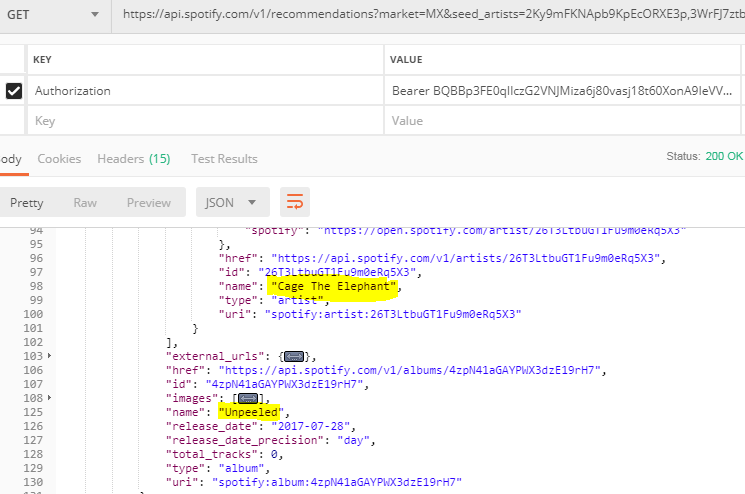 GET https://api.spotify.com/v1/recommendations?market=MX&seed_artists=2Ky9mFKNApb9KpEcORXE3p,3WrFJ7ztb
KEY VALUE
Authorization Bearer BQBBp3FE0qIlczG2VNJMiza6j80vasj18t60XonA9IeVV...
Key Value
ody Cookies Headers (15) Test Results Status: 200 OK
Pretty Raw Preview JSON
94 "spotify": "https://open.spotify.com/artist/26T3LtbuGT1Fu9m0eRq5X3"
95 },
96 "href": "https://api.spotify.com/v1/artists/26T3LtbuGT1Fu9m0eRq5X3",
97 "id": "26T3LtbuGT1Fu9m0eRq5X3",
98 "name": "Cage The Elephant",
99 "type": "artist",
100 "uri": "spotify:artist:26T3LtbuGT1Fu9m0eRq5X3"
101 }
102 ],
103 "external_urls": {},
106 "href": "https://api.spotify.com/v1/albums/4zpN41aGAYPWX3dzE19rH7",
107 "id": "4zpN41aGAYPWX3dzE19rH7",
108 "images": [],
125 "name": "Unpeeled",
126 "release_date": "2017-07-28",
127 "release_date_precision": "day",
128 "total_tracks": 0,
129 "type": "album",
130 "uri": "spotify:album:4zpN41aGAYPWX3dzE19rH7"